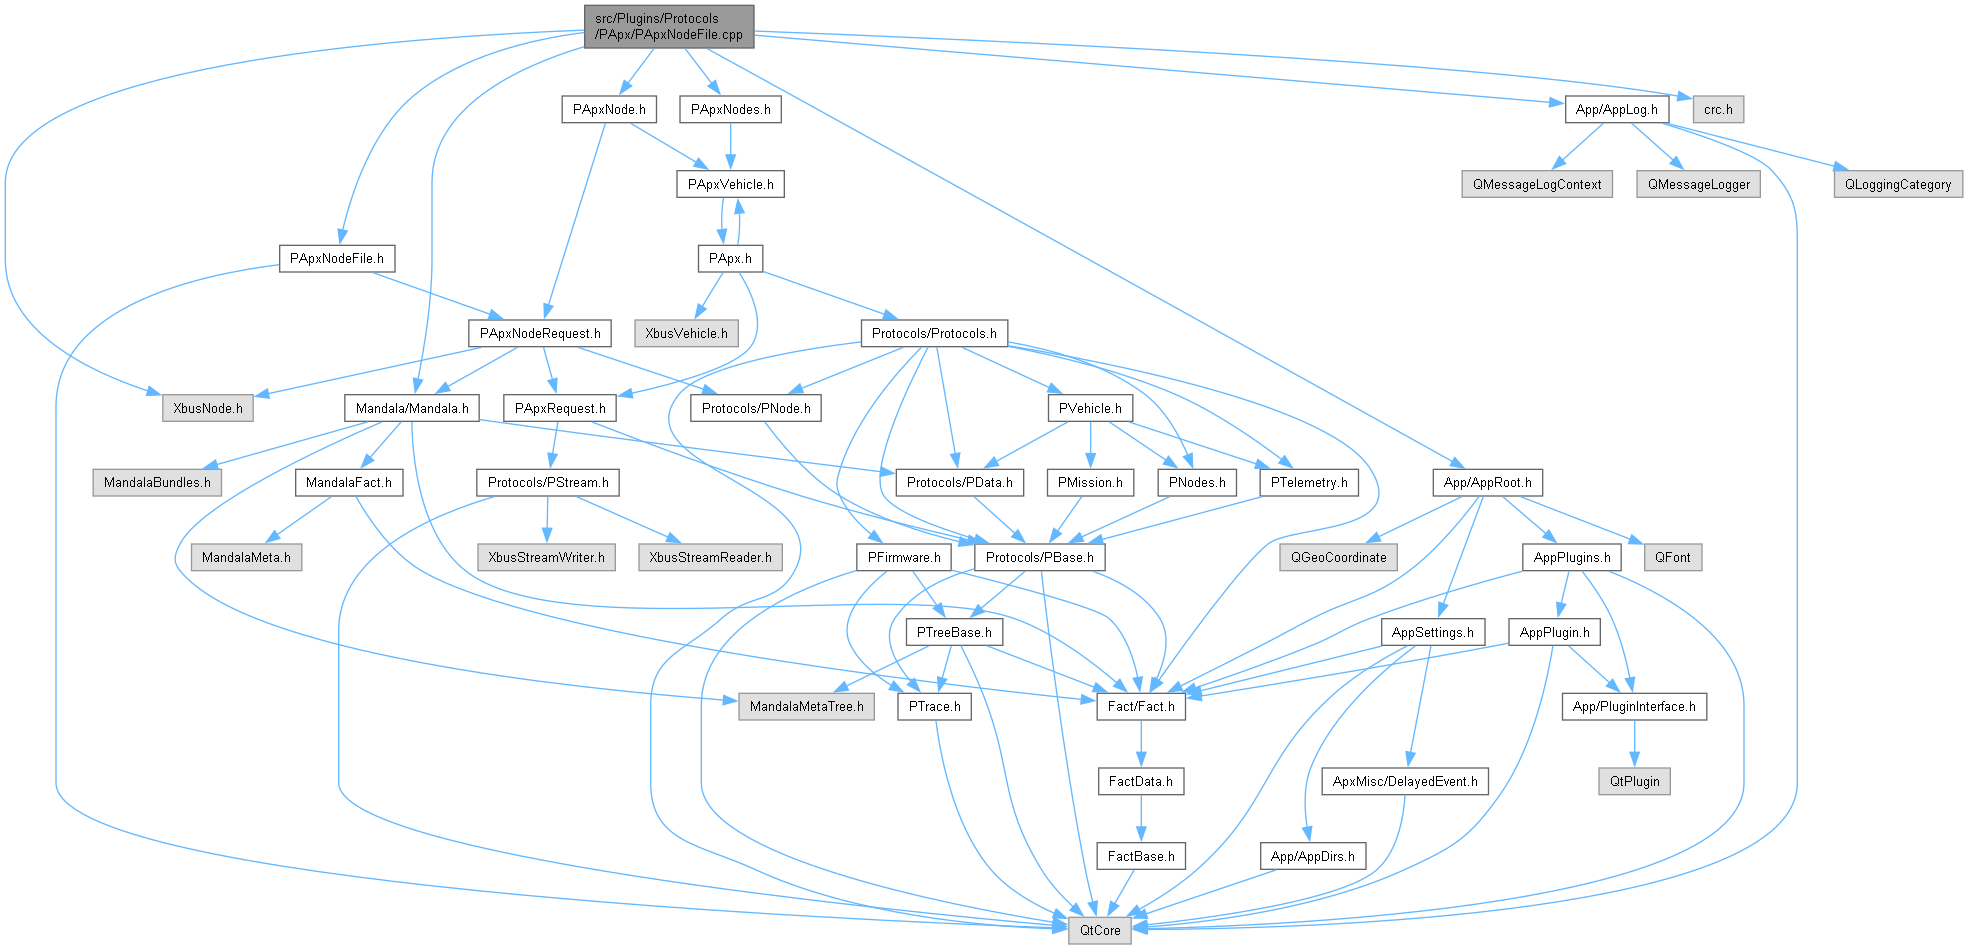 src/Plugins/Protocols
/PApx/PApxNodeFile.cpp
PApxNode.h
PApxNodes.h
App/AppLog.h
crc.h
PApxVehicle.h
QMessageLogContext
QMessageLogger
QLoggingCategory
PApxNodeFile.h
PApx.h
PApxNodeRequest.h
XbusVehicle.h
Protocols/Protocols.h
XbusNode.h
Mandala/Mandala.h
PApxRequest.h
Protocols/PNode.h
PVehicle.h
MandalaBundles.h
MandalaFact.h
Protocols/PStream.h
Protocols/PData.h
PMission.h
PNodes.h
PTelemetry.h
App/AppRoot.h
MandalaMeta.h
XbusStreamWriter.h
XbusStreamReader.h
PFirmware.h
Protocols/PBase.h
QGeoCoordinate
AppPlugins.h
QFont
PTreeBase.h
AppSettings.h
AppPlugin.h
MandalaMetaTree.h
PTrace.h
Fact/Fact.h
App/PluginInterface.h
FactData.h
ApxMisc/DelayedEvent.h
QtPlugin
FactBase.h
App/AppDirs.h
QtCore